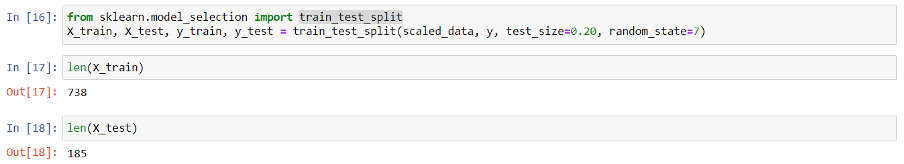 In [16]: from sklearn.model_selection import train_test_split
X_train, X_test, y_train, y_test = train_test_split(scaled_data, y, test_size=0.20, random_state=7)
In [17]: len(X_train)
Out[17]: 738
In [18]: len(X_test)
Out[18]: 185